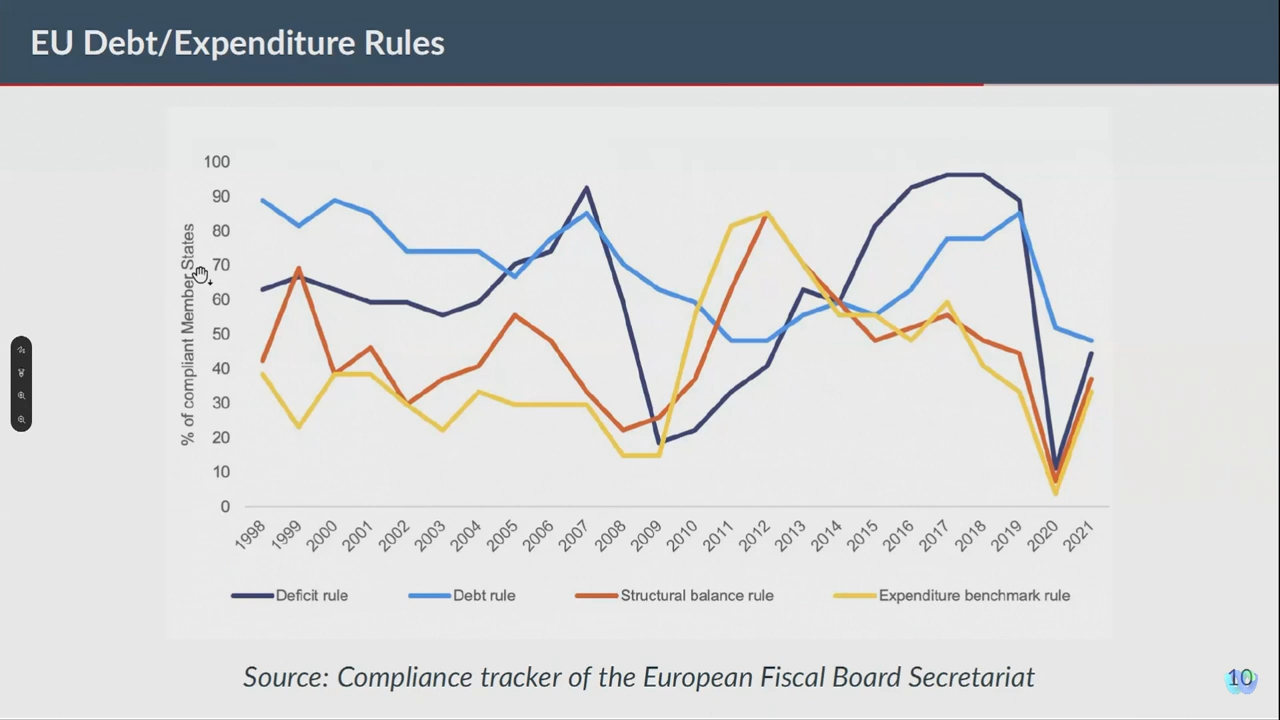 EU Debt/Expenditure Rules
% of compliant Member States
100
90
80
70
60
50
40
30
20
10
0
1998 1999 2000 2001 2002 2003 2004 2005 2006 2007 2008 2009 2010 2011 2012 2013 2014 2015 2016 2017 2018 2019 2020 2021
Deficit rule Debt rule Structural balance rule Expenditure benchmark rule
Source: Compliance tracker of the European Fiscal Board Secretariat
10